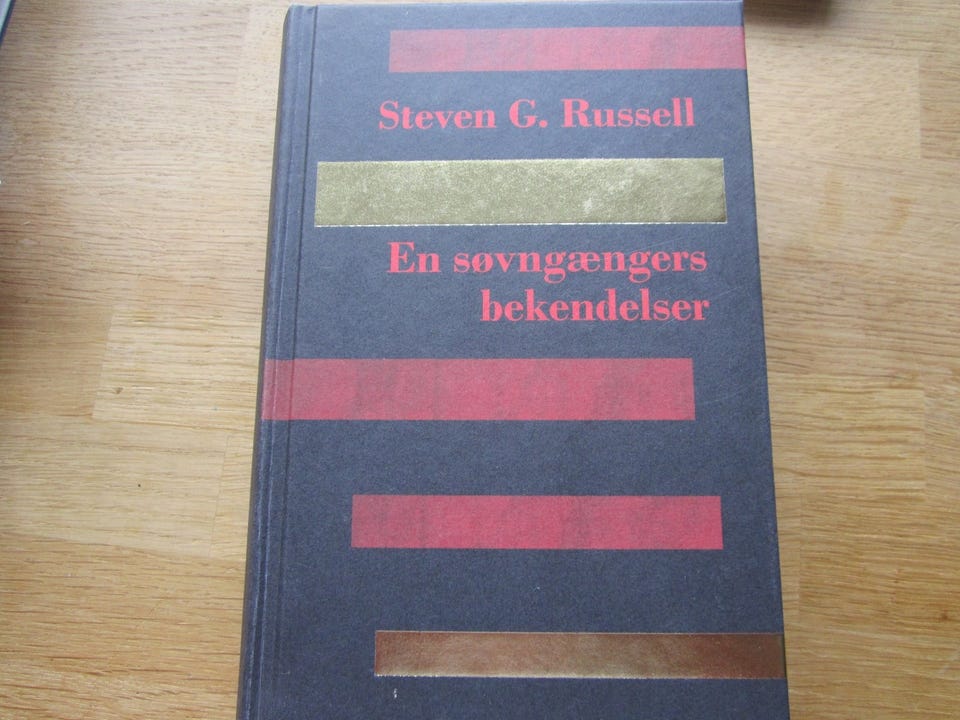 Steven G. Russell
En søvngængers
bekendelser